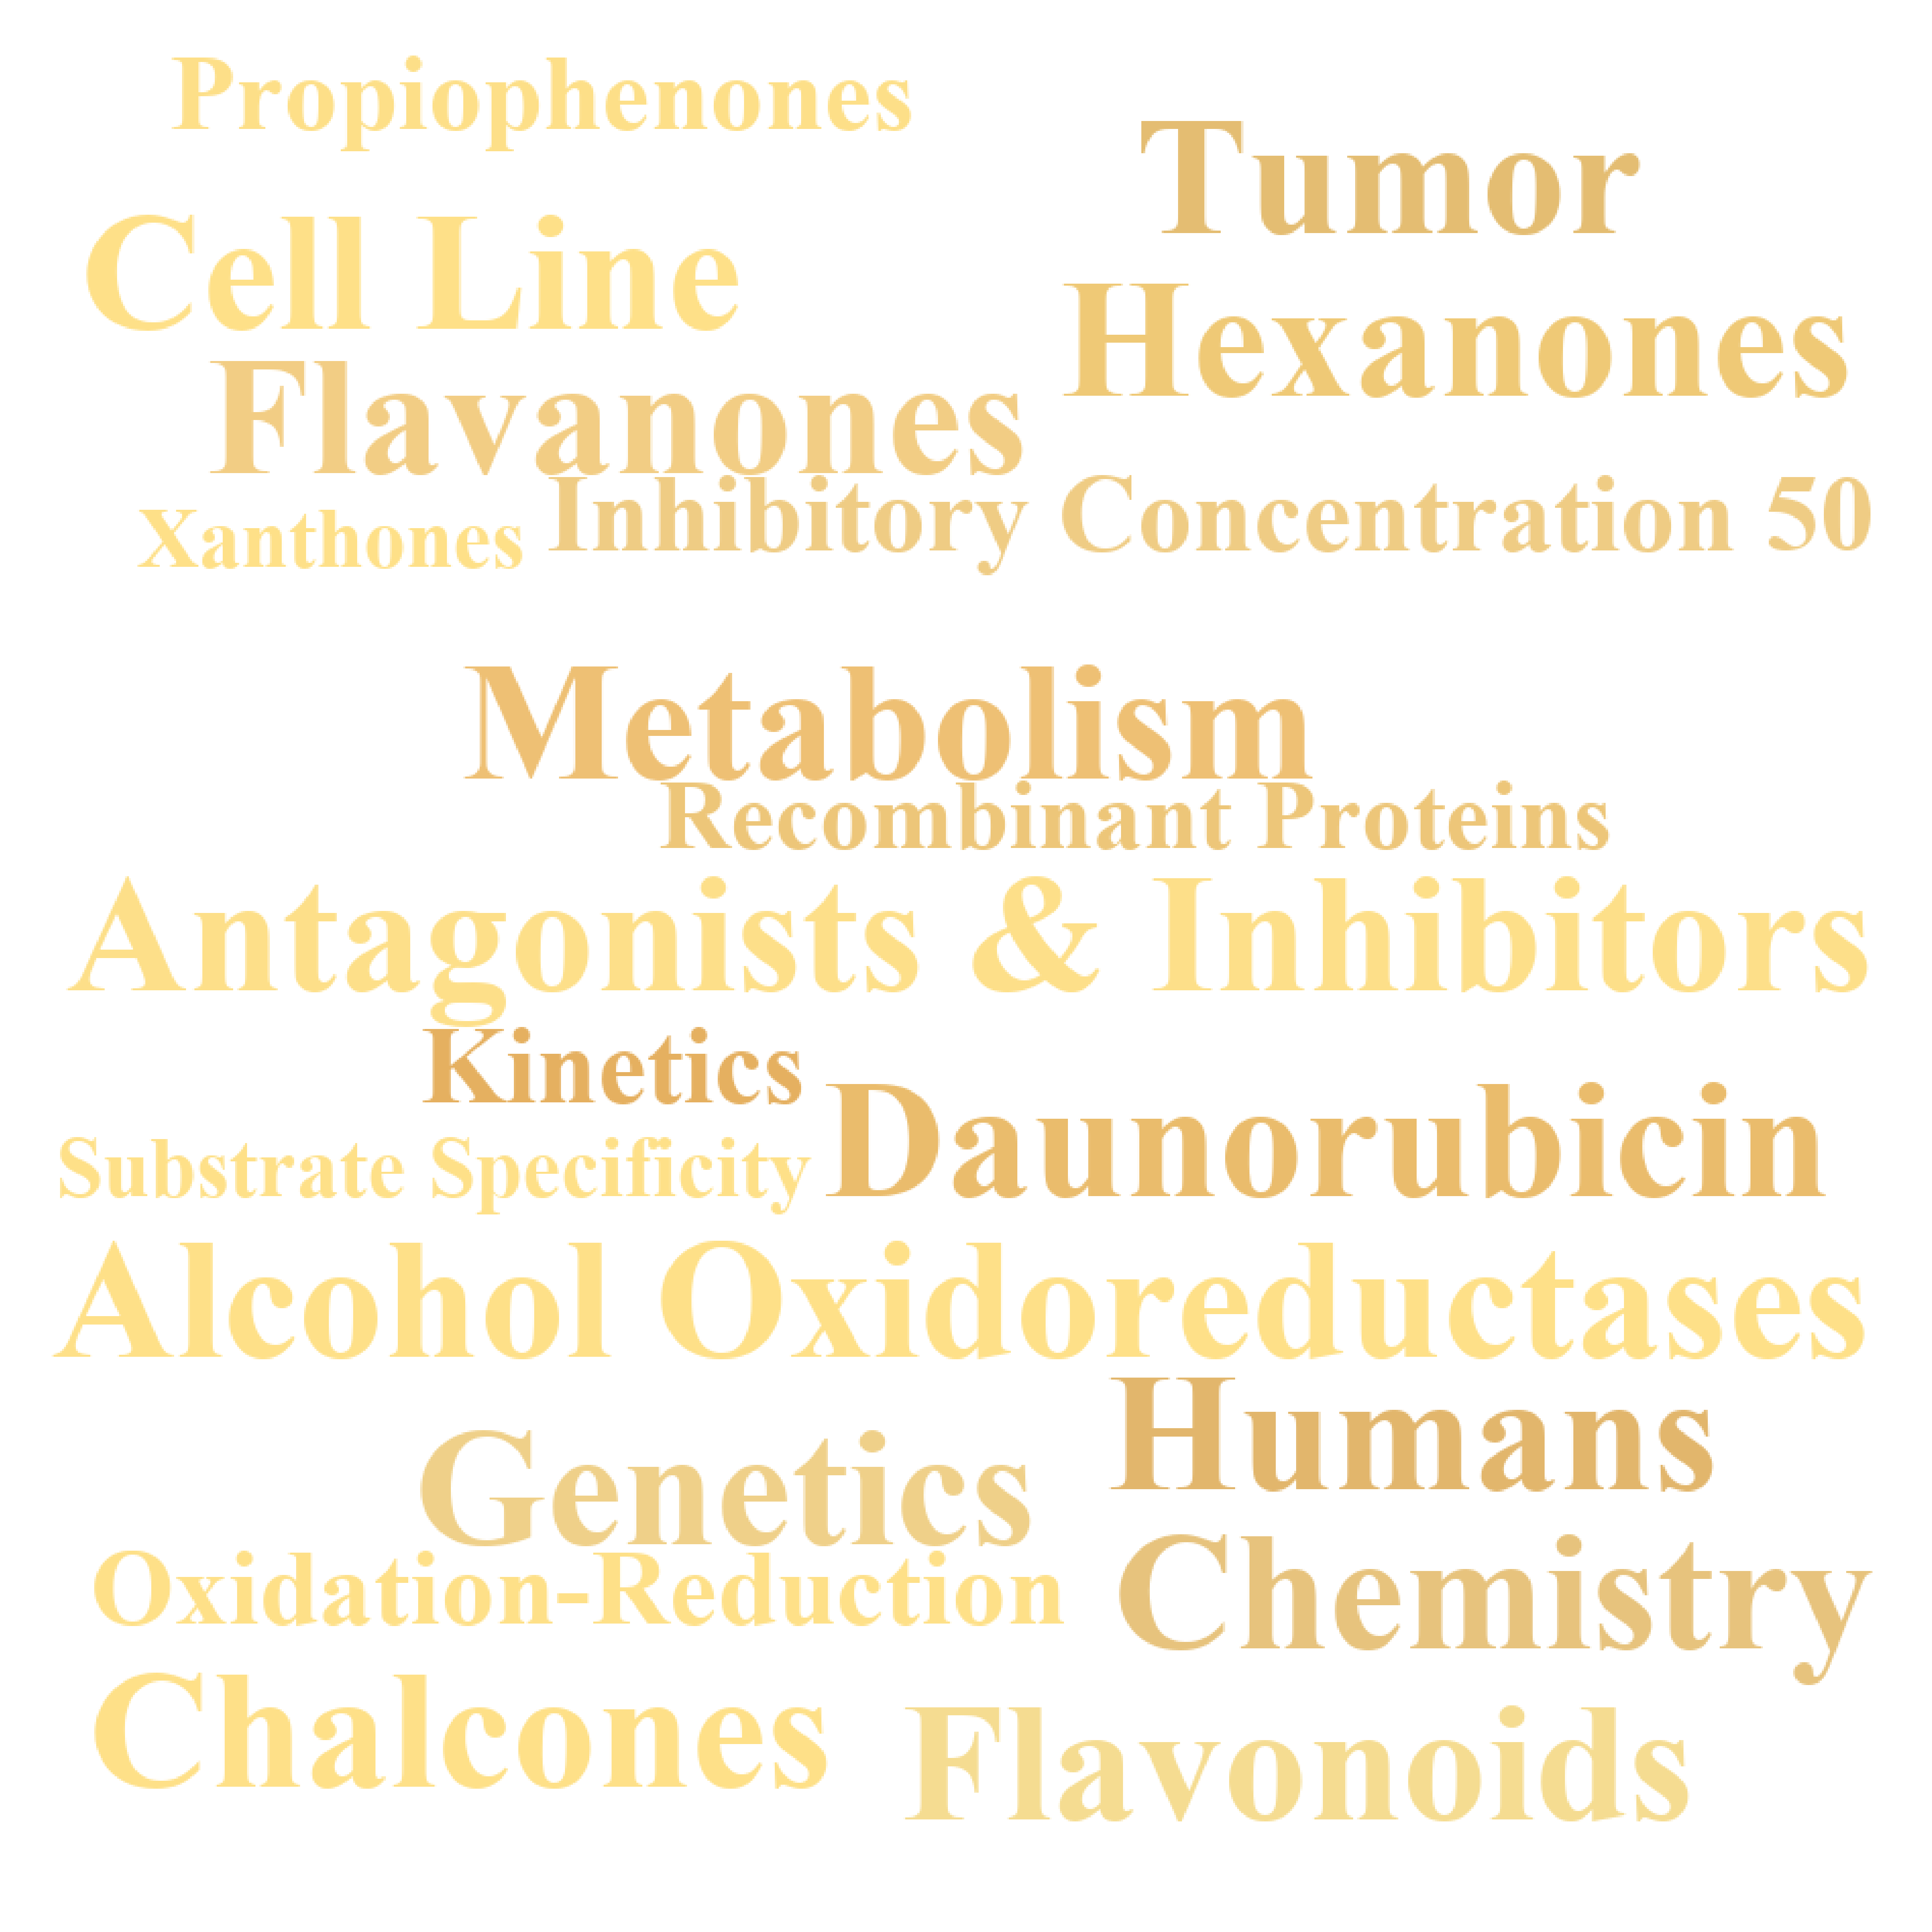 Propiophenones
Tumor
Cell Line
Hexanones
Flavanones
Xanthones
Inhibitory Concentration 50
Metabolism
Recombinant Proteins
Antagonists & Inhibitors
Kinetics
Daunorubicin
Substrate Specificity
Alcohol Oxidoreductases
Humans
Genetics
Oxidation-Reduction
Chemistry
Chalcones
Flavonoids